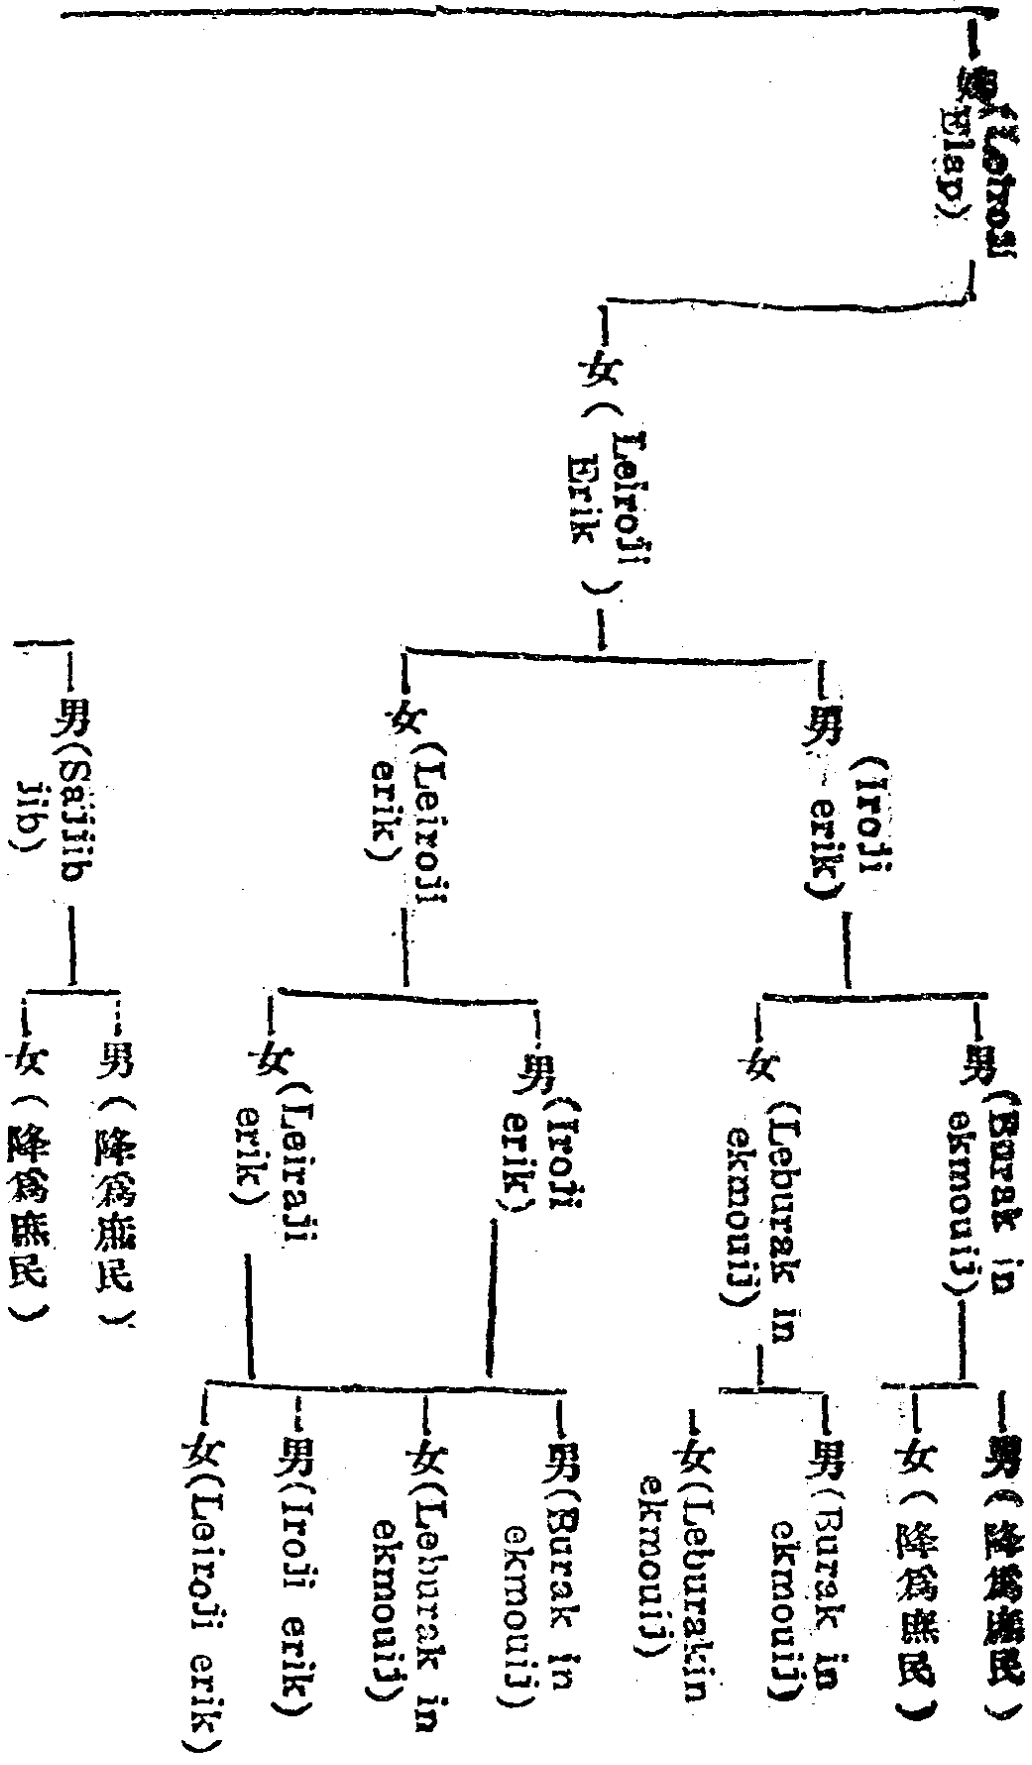 (Leiroji
Elap)
女(Leiroji
Erik)
男(Iroji
erik)
女(Leiroji
erik)
男(Sajiib
jib)
男(Burak in
ekmouij)
女(Leburak in
ekmouij)
男(Iroji
erik)
女(Leiraji
erik)
男(降爲庶民)
女(降爲庶民)
男(降爲庶民)
女(降爲庶民)
男(Burak in
ekmouij)
女(Leburakin
ekmouij)
男(Burak in
ekmouij)
女(Leburak in
ekmouij)
男(Iroji erik)
女(Leiroji erik)